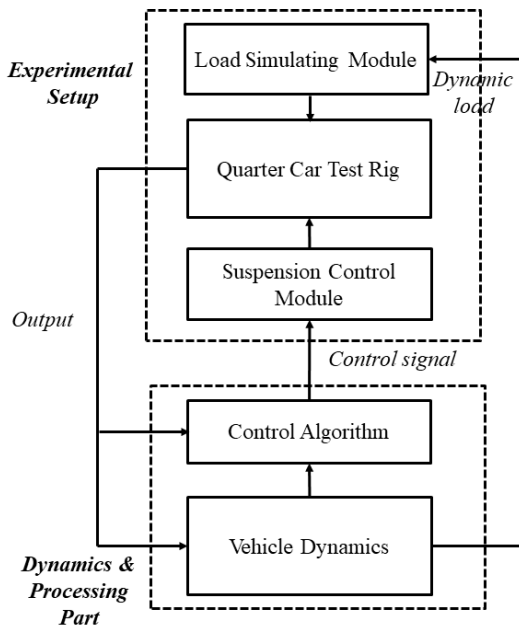 Load Simulating Module
Experimental
Setup
Dynamic
load
Quarter Car Test Rig
Suspension Control
Module
Output
Control signal
Control Algorithm
Vehicle Dynamics
Dynamics &
Processing
Part